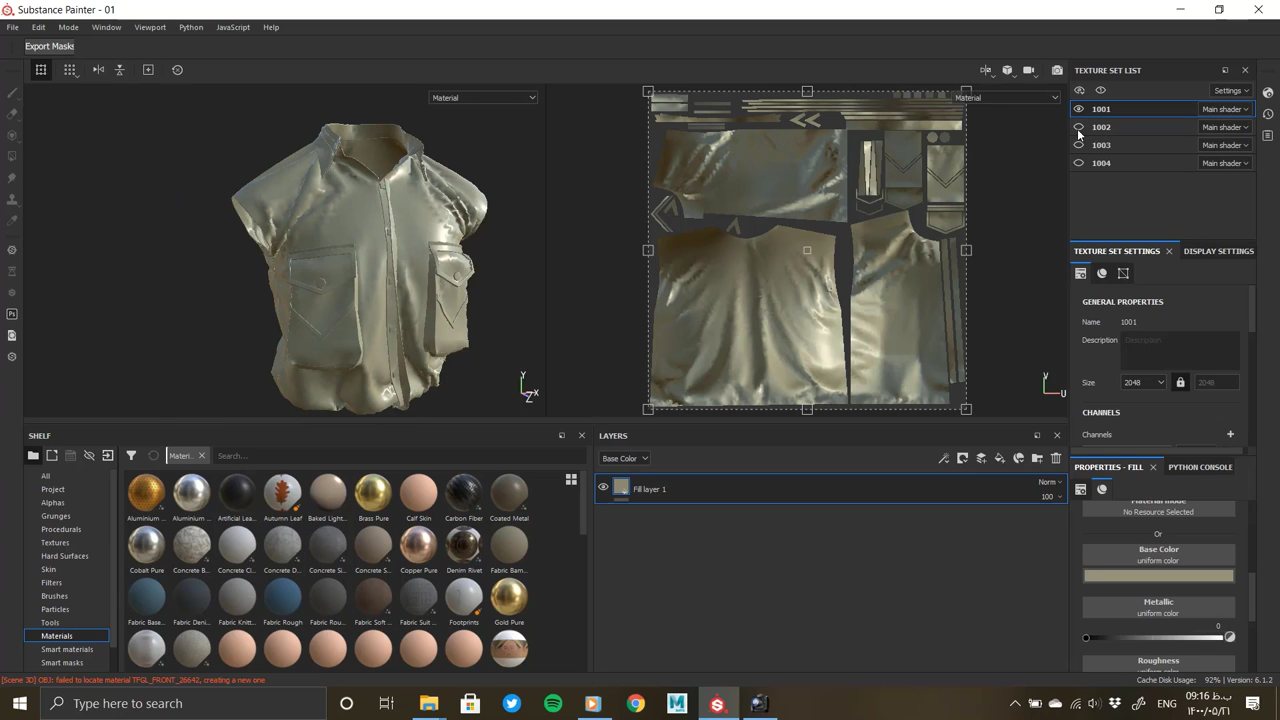 Substance Painter - 01
File Edit Mode Window Viewport Python JavaScript Help
Export Masks
Material
Material
TEXTURE SET LIST
Settings
1001 Main shader
1002 Main shader
1003 Main shader
1004 Main shader
TEXTURE SET SETTINGS DISPLAY SETTINGS
GENERAL PROPERTIES
Name 1001
Description Description
Size 2048 2048
CHANNELS
Channels
Y
X
Z
V
U
SHELF
Materi... Search...
All
Project
Alphas
Grunges
Procedurals
Textures
Hard Surfaces
Skin
Filters
Brushes
Particles
Tools
Materials
Smart materials
Smart masks
Aluminium ... Aluminium ... Artificial Lea... Autumn Leaf Baked Light... Brass Pure Calf Skin Carbon Fiber Coated Metal
Cobalt Pure Concrete B... Concrete Cl... Concrete D... Concrete Si... Concrete S... Copper Pure Denim Rivet Fabric Bam...
Fabric Base... Fabric Deni... Fabric Knitt... Fabric Rough Fabric Rou... Fabric Soft ... Fabric Suit ... Footprints Gold Pure
LAYERS
Base Color
Fill layer 1
Norm
100
PROPERTIES - FILL PYTHON CONSOLE
Material mode
No Resource Selected
Or
Base Color
uniform color
Metallic
uniform color
0
Roughness
[Scene 3D] OBJ: failed to locate material TFGL_FRONT_26642, creating a new one
Cache Disk Usage: 92% | Version: 6.1.2
Type here to search
ENG
09:16 ب.ظ
۱۴۰۰/۰۵/۲۱